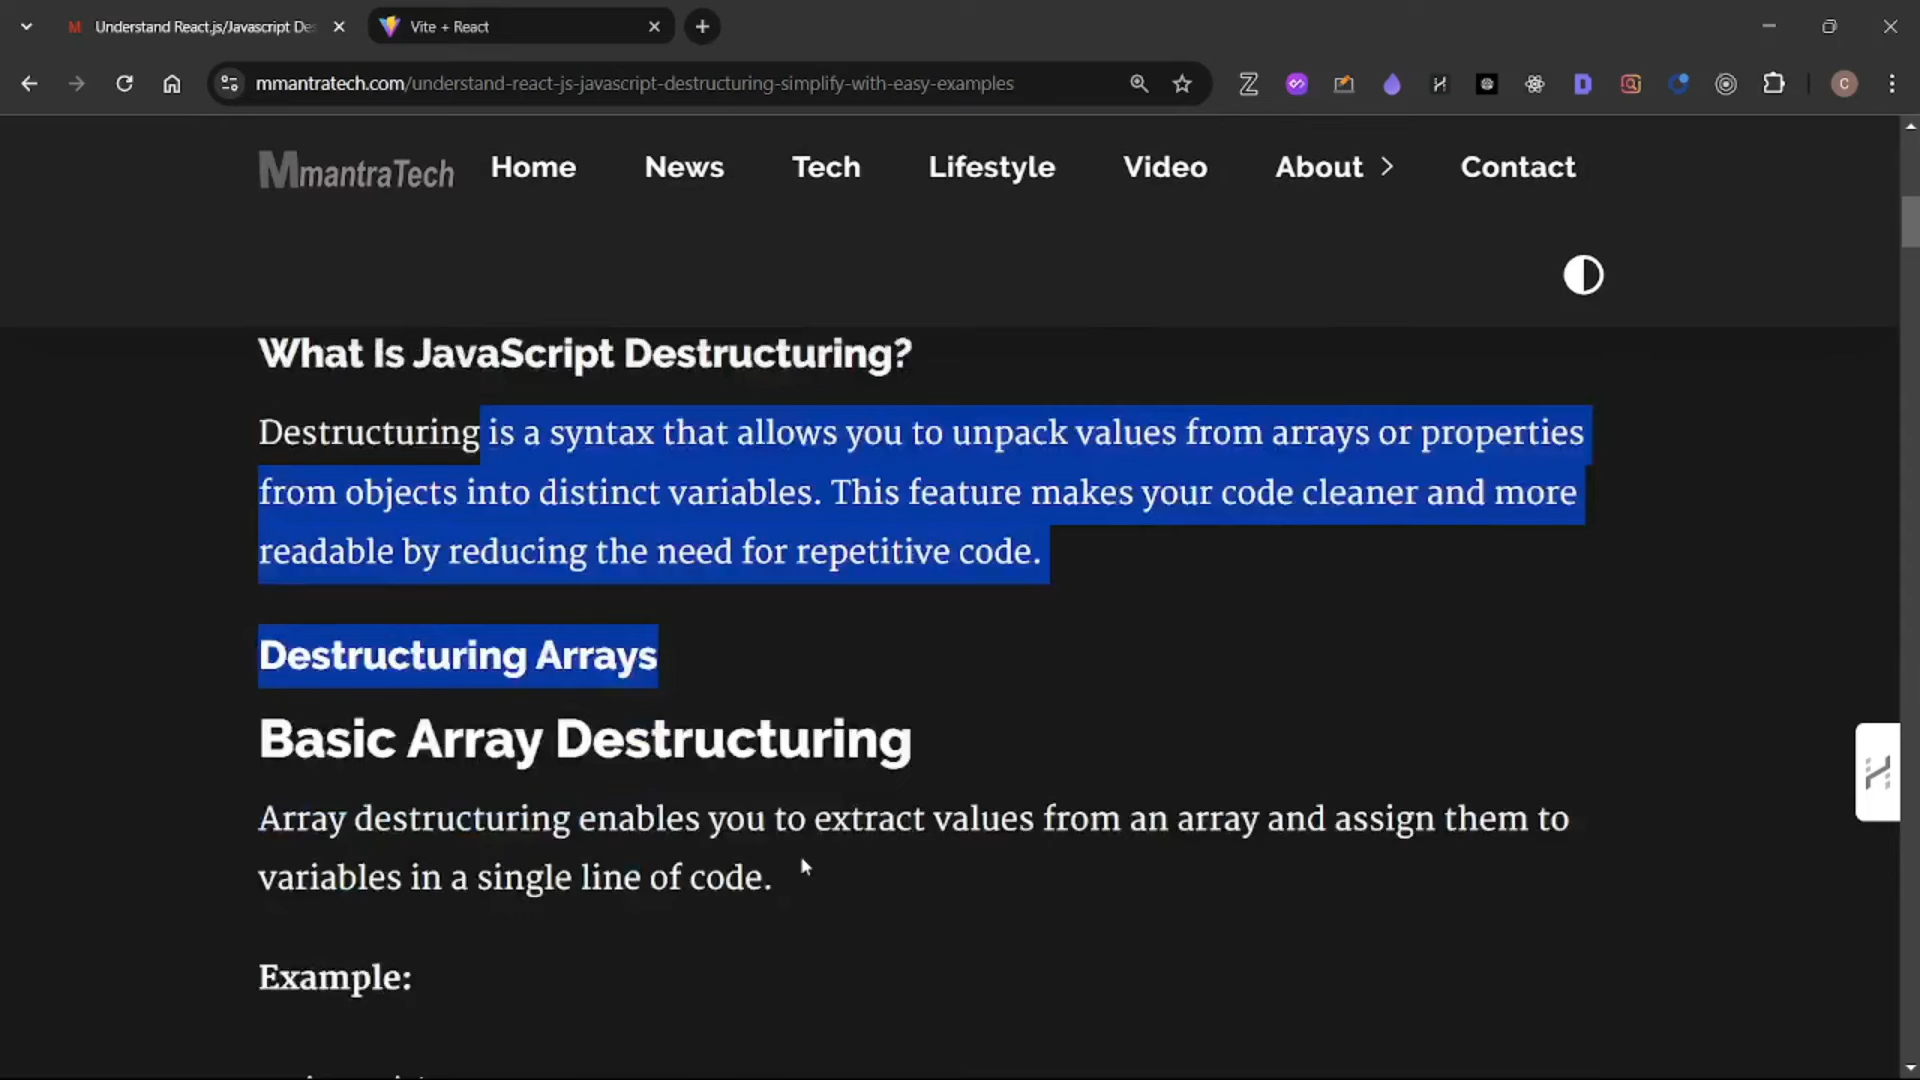 Understand React.js/Javascript Des
Vite + React
mmantratech.com/understand-react-js-javascript-destructuring-simplify-with-easy-examples
C
MmantraTech
Home
News
Tech
Lifestyle
Video
About
Contact
What Is JavaScript Destructuring?
Destructuring is a syntax that allows you to unpack values from arrays or properties
from objects into distinct variables. This feature makes your code cleaner and more
readable by reducing the need for repetitive code.
Destructuring Arrays
Basic Array Destructuring
Array destructuring enables you to extract values from an array and assign them to
variables in a single line of code.
Example: